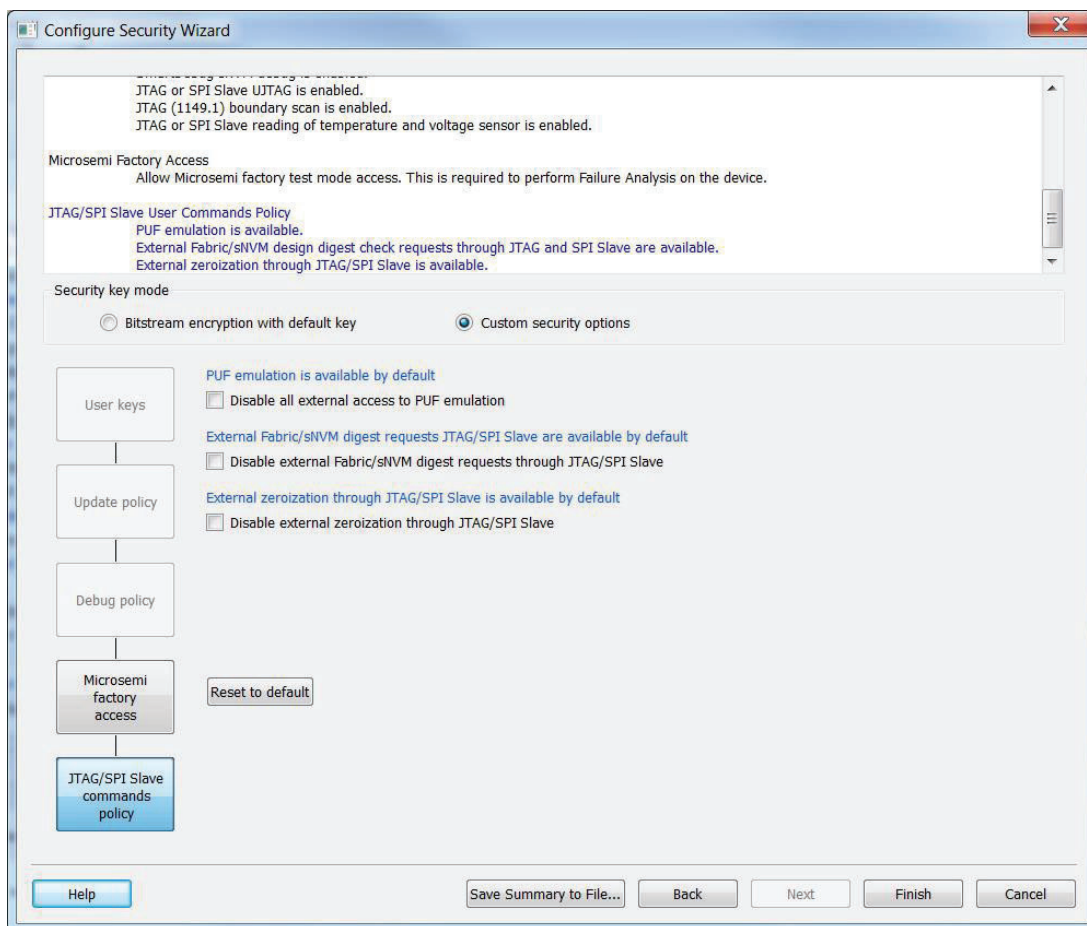 Configure Security Wizard
JTAG or SPI Slave UJTAG is enabled.
JTAG (1149.1) boundary scan is enabled.
JTAG or SPI Slave reading of temperature and voltage sensor is enabled.
Microsemi Factory Access
Allow Microsemi factory test mode access. This is required to perform Failure Analysis on the device.
JTAG/SPI Slave User Commands Policy
PUF emulation is available.
External Fabric/sNVM design digest check requests through JTAG and SPI Slave are available.
External zeroization through JTAG/SPI Slave is available.
Security key mode
Bitstream encryption with default key
Custom security options
User keys
PUF emulation is available by default
Disable all external access to PUF emulation
External Fabric/sNVM digest requests JTAG/SPI Slave are available by default
Disable external Fabric/sNVM digest requests through JTAG/SPI Slave
Update policy
External zeroization through JTAG/SPI Slave is available by default
Disable external zeroization through JTAG/SPI Slave
Debug policy
Microsemi
factory
access
Reset to default
JTAG/SPI Slave
commands
policy
Help
Save Summary to File...
Back
Next
Finish
Cancel